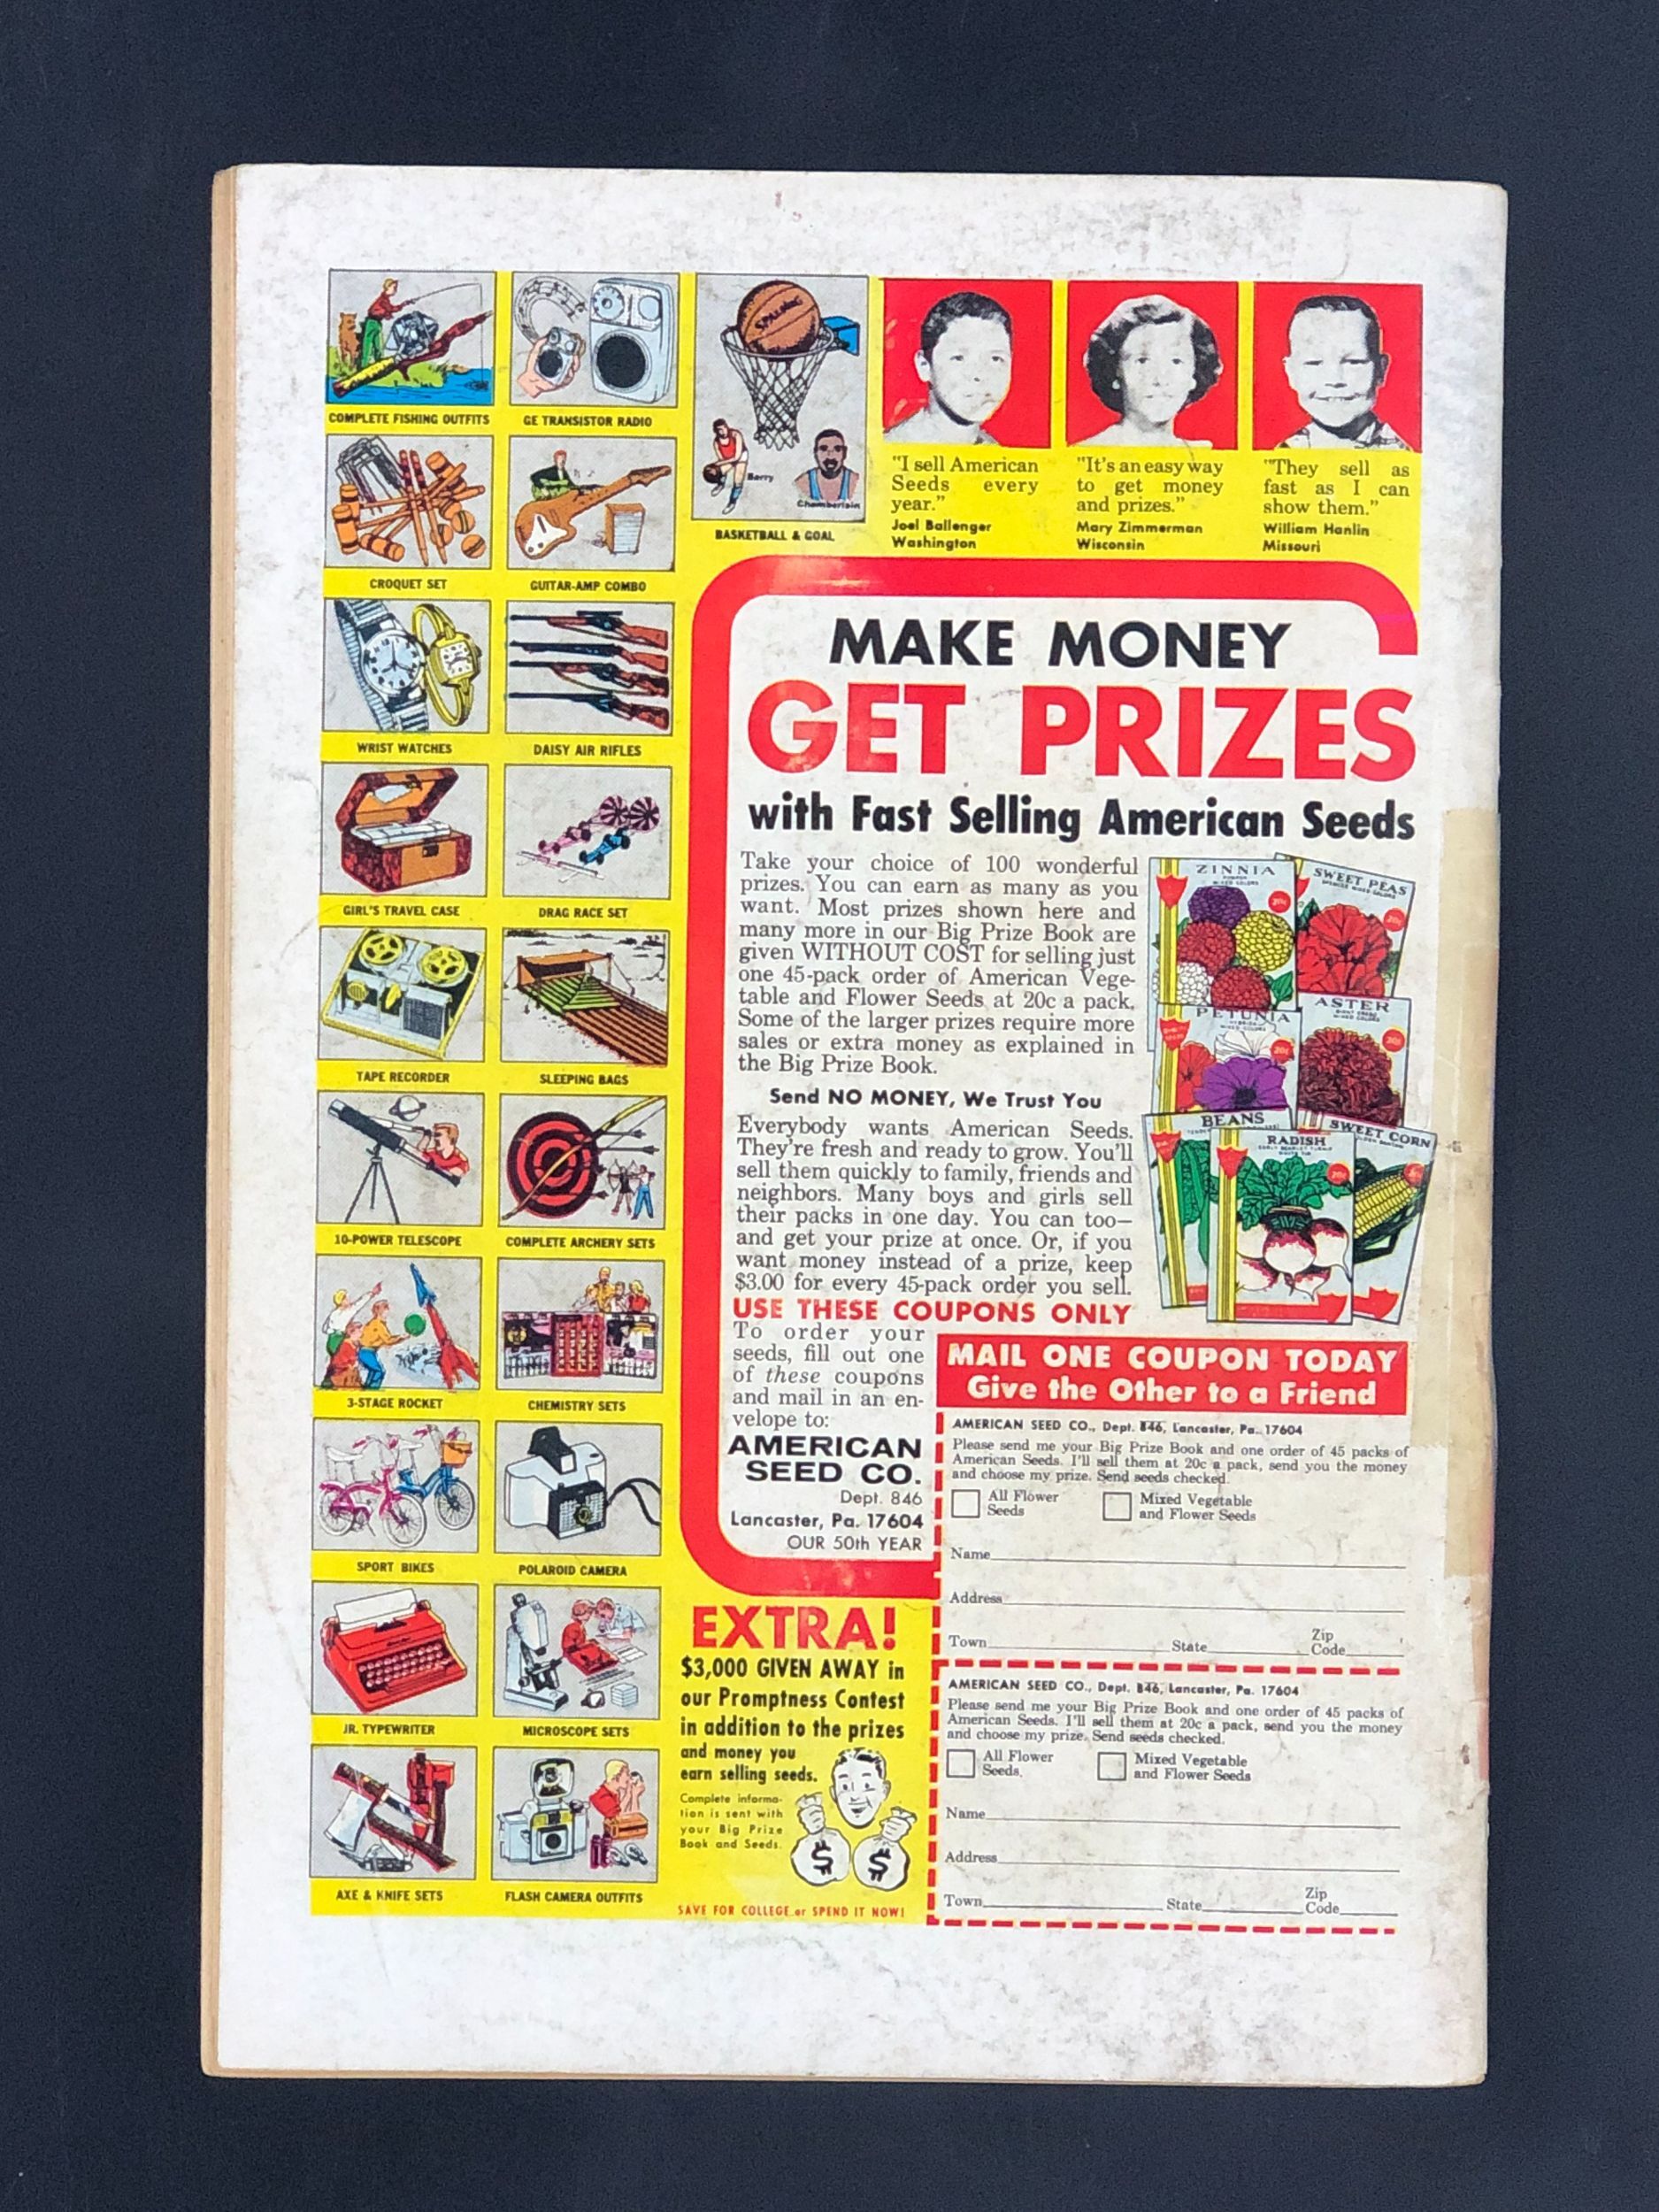 COMPLETE FISHING OUTFITS
GE TRANSISTOR RADIO
SPALDING
Barry
Chamberlain
BASKETBALL & GOAL
CROQUET SET
GUITAR-AMP COMBO
WRIST WATCHES
DAISY AIR RIFLES
GIRL'S TRAVEL CASE
DRAG RACE SET
TAPE RECORDER
SLEEPING BAGS
10-POWER TELESCOPE
COMPLETE ARCHERY SETS
3-STAGE ROCKET
CHEMISTRY SETS
SPORT BIKES
POLAROID CAMERA
JR. TYPEWRITER
MICROSCOPE SETS
AXE & KNIFE SETS
FLASH CAMERA OUTFITS
"I sell American
Seeds every
year."
Joel Ballenger
Washington
"It's an easy way
to get money
and prizes."
Mary Zimmerman
Wisconsin
"They sell as
fast as I can
show them."
William Hanlin
Missouri
MAKE MONEY
GET PRIZES
with Fast Selling American Seeds
Take your choice of 100 wonderful
prizes. You can earn as many as you
want. Most prizes shown here and
many more in our Big Prize Book are
given WITHOUT COST for selling just
one 45-pack order of American Vege-
table and Flower Seeds at 20c a pack.
Some of the larger prizes require more
sales or extra money as explained in
the Big Prize Book.
Send NO MONEY, We Trust You
Everybody wants American Seeds.
They're fresh and ready to grow. You'll
sell them quickly to family, friends and
neighbors. Many boys and girls sell
their packs in one day. You can too—
and get your prize at once. Or, if you
want money instead of a prize, keep
$3.00 for every 45-pack order you sell.
USE THESE COUPONS ONLY
To order your
seeds, fill out one
of these coupons
and mail in an en-
velope to:
AMERICAN
SEED CO.
Dept. 846
Lancaster, Pa. 17604
OUR 50th YEAR
ZINNIA
MIXED COLORS
20c
SWEET PEAS
SPENCER MIXED COLORS
20c
PETUNIA
MIXED COLORS
20c
ASTER
MIXED COLORS
20c
BEANS
RADISH
20c
SWEET CORN
MAIL ONE COUPON TODAY
Give the Other to a Friend
AMERICAN SEED CO., Dept. 846, Lancaster, Pa. 17604
Please send me your Big Prize Book and one order of 45 packs of
American Seeds. I'll sell them at 20c a pack, send you the money
and choose my prize. Send seeds checked.
All Flower
Seeds
Mixed Vegetable
and Flower Seeds
Name
Address
Town State Zip
Code
AMERICAN SEED CO., Dept. 846, Lancaster, Pa. 17604
Please send me your Big Prize Book and one order of 45 packs of
American Seeds. I'll sell them at 20c a pack, send you the money
and choose my prize. Send seeds checked.
All Flower
Seeds
Mixed Vegetable
and Flower Seeds
Name
Address
Town State Zip
Code
EXTRA!
$3,000 GIVEN AWAY in
our Promptness Contest
in addition to the prizes
and money you
earn selling seeds.
Complete informa-
tion is sent with
your Big Prize
Book and Seeds.
$ $
SAVE FOR COLLEGE or SPEND IT NOW!